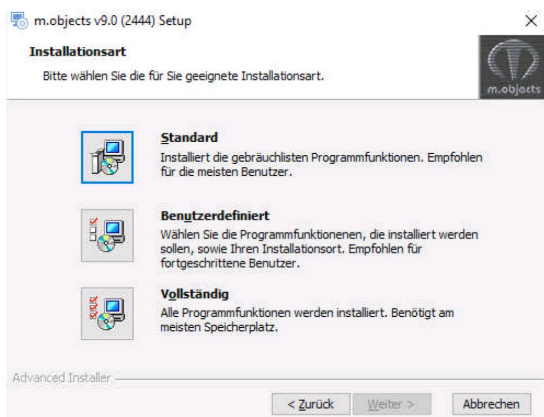 m.objects v9.0 (2444) Setup
Installationsart
Bitte wählen Sie die für Sie geeignete Installationsart.
m.objects
Standard
Installiert die gebräuchlisten Programmfunktionen. Empfohlen
für die meisten Benutzer.
Benutzerdefiniert
Wählen Sie die Programmfunktionenen, die installiert werden
sollen, sowie Ihren Installationsort. Empfohlen für
fortgeschrittene Benutzer.
Vollständig
Alle Programmfunktionen werden installiert. Benötigt am
meisten Speicherplatz.
Advanced Installer
< Zurück Weiter > Abbrechen